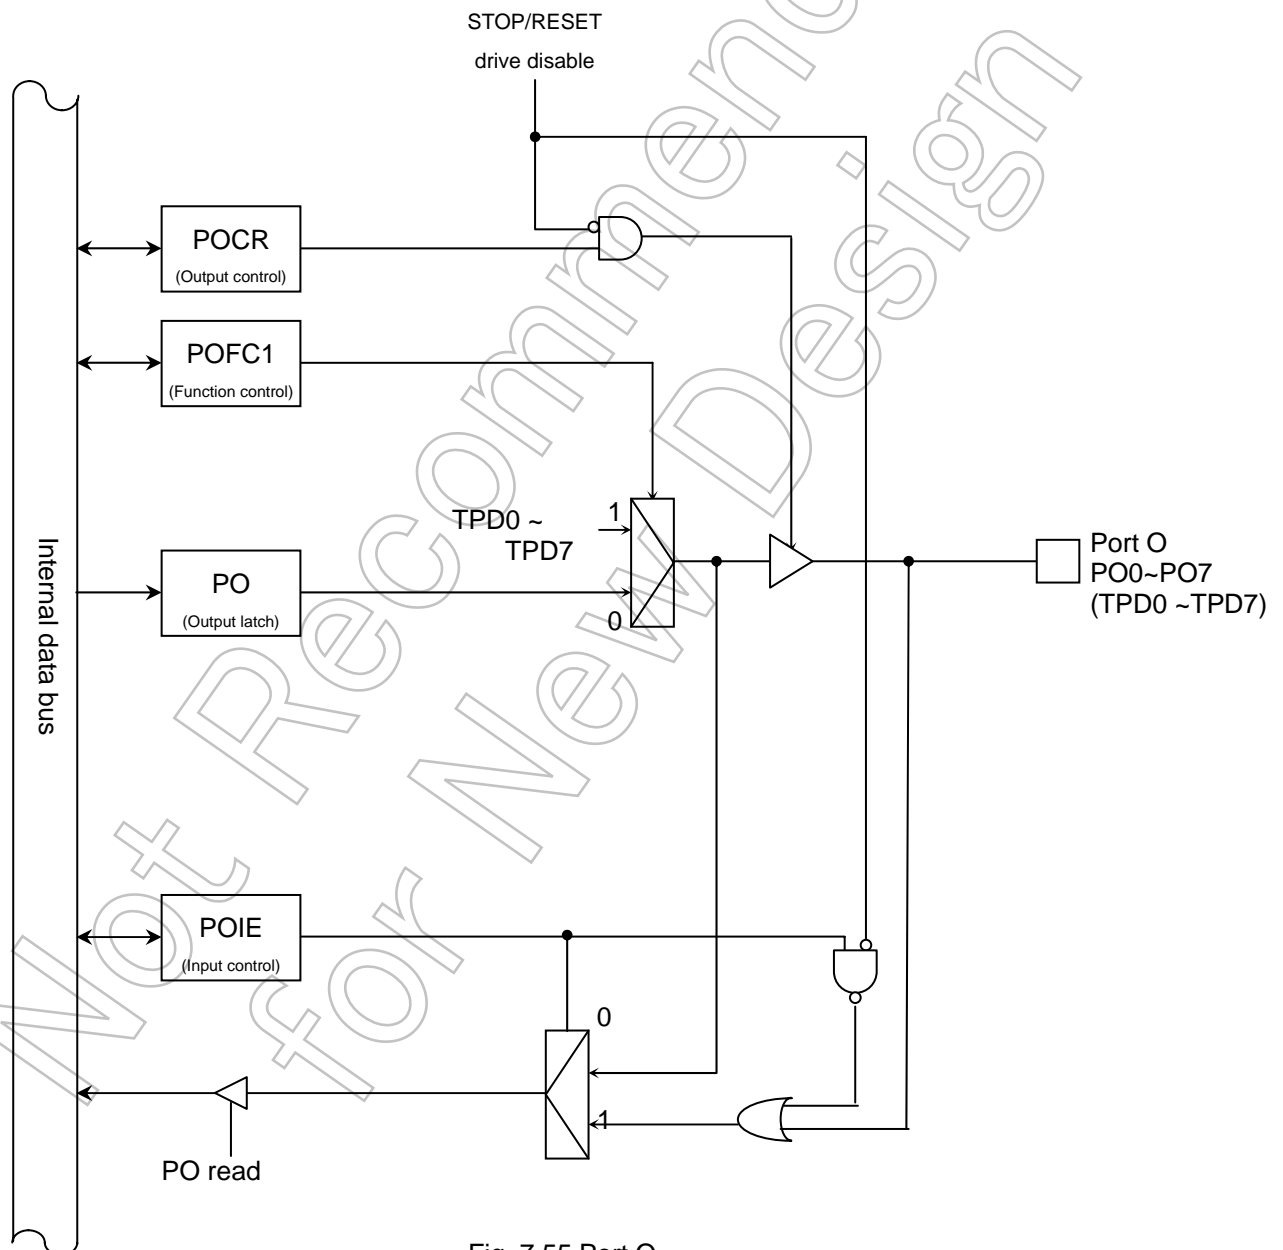 STOP/RESET
drive disable
POCR
(Output control)
POFC1
(Function control)
1
TPD0 ~
TPD7
PO
(Output latch)
0
Port O
PO0~PO7
(TPD0 ~TPD7)
Internal data bus
POIE
(Input control)
0
1
PO read
Fig. 7.55 Port O
Not Recommend
for New Design